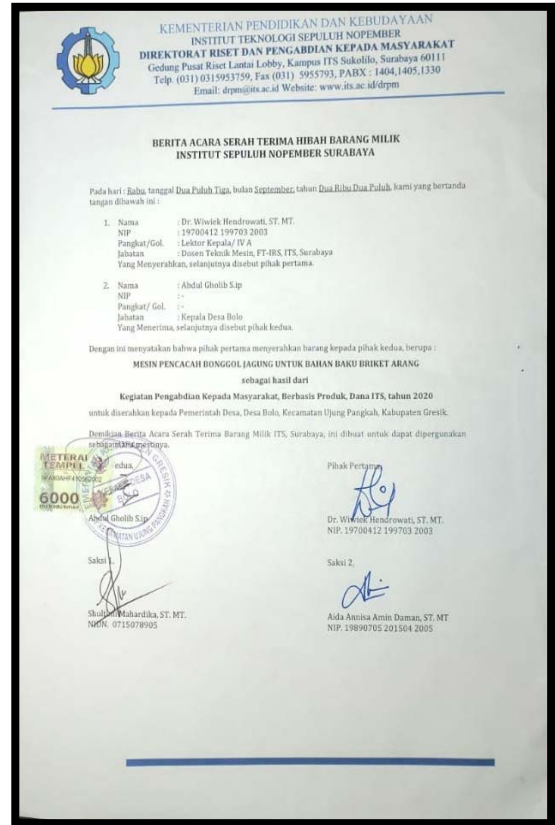 KEMENTERIAN PENDIDIKAN DAN KEBUDAYAAN
INSTITUT TEKNOLOGI SEPULUH NOPEMBER
DIREKTORAT RISET DAN PENGABDIAN KEPADA MASYARAKAT
Gedung Pusat Riset Lantai Lobby, Kampus ITS Sukolilo, Surabaya 60111
Telp. (031) 0315953759, Fax (031) 5955793, PABX : 1404,1405,1330
Email: drpm@its.ac.id Website: www.its.ac.id/drpm
BERITA ACARA SERAH TERIMA HIBAH BARANG MILIK
INSTITUT SEPULUH NOPEMBER SURABAYA
Pada hari : Rabu, tanggal Dua Puluh Tiga, bulan September, tahun Dua Ribu Dua Puluh, kami yang bertanda
tangan dibawah ini :
1. Nama : Dr. Wiwiek Hendrowati, ST. MT.
NIP : 19700412 199703 2003
Pangkat/Gol. : Lektor Kepala/ IV A
Jabatan : Dosen Teknik Mesin, FT-IRS, ITS, Surabaya
Yang Menyerahkan, selanjutnya disebut pihak pertama.
2. Nama : Abdul Gholib S.ip
NIP : -
Pangkat/ Gol. : -
Jabatan : Kepala Desa Bolo
Yang Menerima, selanjutnya disebut pihak kedua.
Dengan ini menyatakan bahwa pihak pertama menyerahkan barang kepada pihak kedua, berupa :
MESIN PENCACAH BONGGOL JAGUNG UNTUK BAHAN BAKU BRIKET ARANG
sebagai hasil dari
Kegiatan Pengabdian Kepada Masyarakat, Berbasis Produk, Dana ITS, tahun 2020
untuk diserahkan kepada Pemerintah Desa, Desa Bolo, Kecamatan Ujung Pangkah, Kabupaten Gresik.
Demikian Berita Acara Serah Terima Barang Milik ITS, Surabaya, ini dibuat untuk dapat dipergunakan
sebagaimana mestinya.
METERAI
TEMPEL
6000
edua,
Pihak Pertama
KEPALA DESA
BOLO
Abdul Gholib S.ip
Dr. Wiwiek Hendrowati, ST. MT.
NIP. 19700412 199703 2003
Saksi 1,
Saksi 2,
Mahardika, ST. MT.
NIDN. 0715078905
Aida Annisa Amin Daman, ST. MT
NIP. 19890705 201504 2005